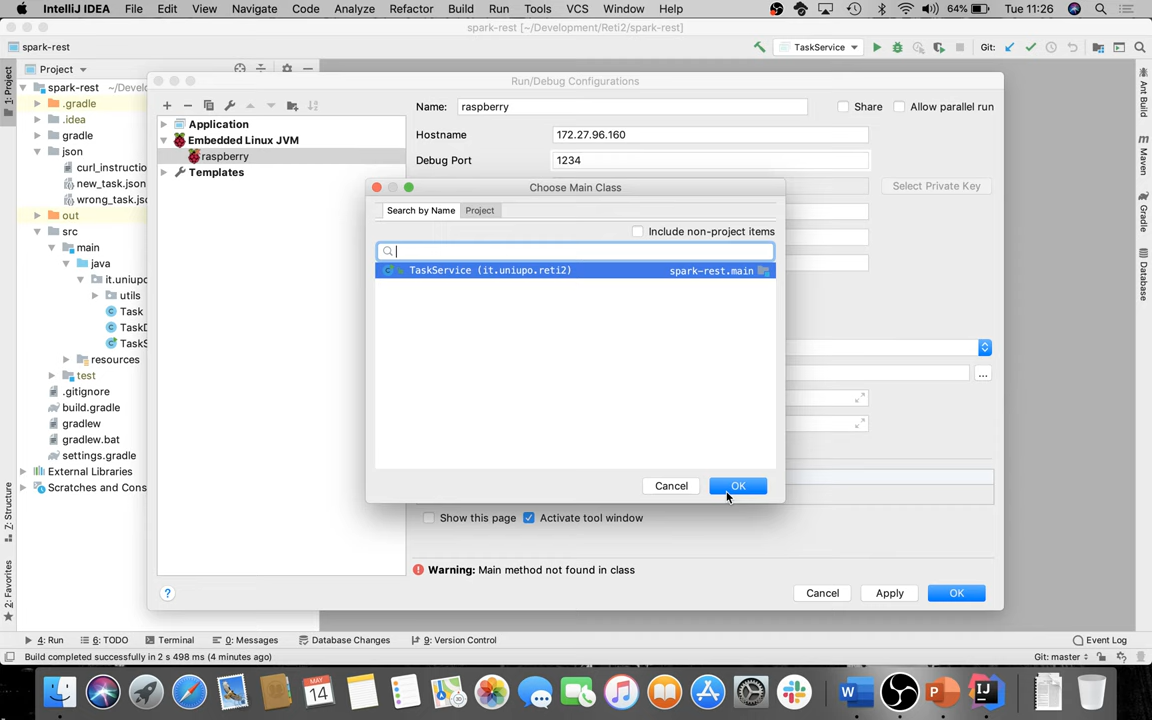 IntelliJ IDEA File Edit View Navigate Code Analyze Refactor Build Run Tools VCS Window Help 64% Tue 11:26
spark-rest [~/Development/Reti2/spark-rest]
spark-rest TaskService Git:
1: Project
Project
spark-rest ~/Devel
.gradle
.idea
gradle
json
curl_instructio
new_task.json
wrong_task.jso
out
src
main
java
it.uniupo
utils
Task
TaskD
TaskS
resources
test
.gitignore
build.gradle
gradlew
gradlew.bat
settings.gradle
External Libraries
Scratches and Cons
Z: Structure
2: Favorites
Run/Debug Configurations
Application
Embedded Linux JVM
raspberry
Templates
Name: raspberry Share Allow parallel run
Hostname 172.27.96.160
Debug Port 1234
Select Private Key
Choose Main Class
Search by Name Project
Include non-project items
TaskService (it.uniupo.reti2) spark-rest.main
Cancel OK
...
Show this page Activate tool window
Warning: Main method not found in class
? Cancel Apply OK
Ant Build
Maven
Gradle
Database
4: Run 6: TODO Terminal 0: Messages Database Changes 9: Version Control Event Log
Build completed successfully in 2 s 498 ms (4 minutes ago) Git: master
MAY
14